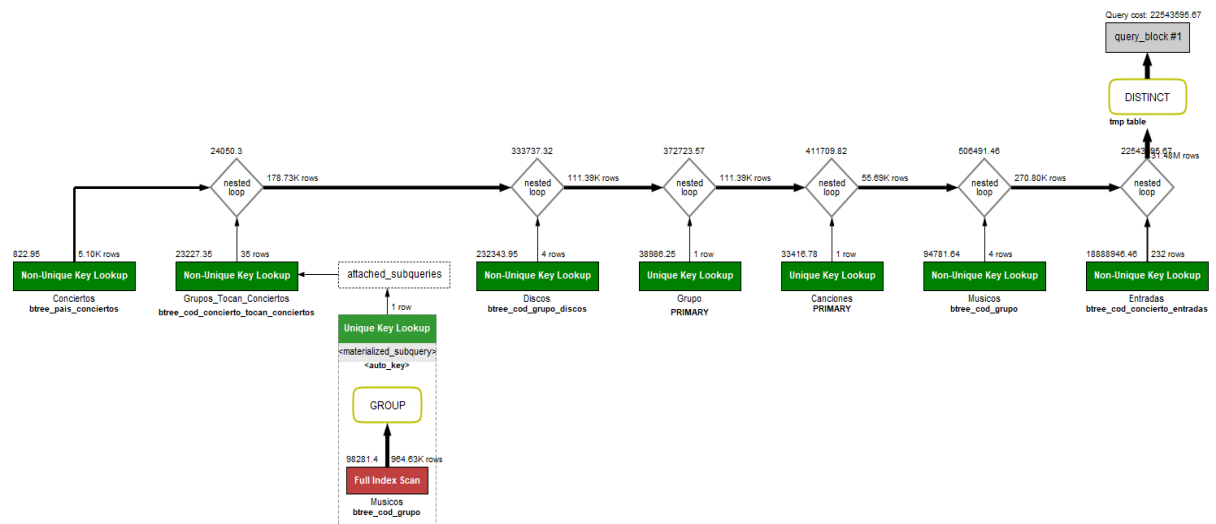 Query cost: 22543595.67
query_block #1
DISTINCT
tmp table
24050.3
333737.32
372723.57
411709.82
506491.46
31.48M rows
nested loop
178.73K rows
nested loop
111.39K rows
nested loop
111.39K rows
nested loop
55.69K rows
nested loop
270.80K rows
nested loop
822.95
5.10K rows
23227.35
35 rows
232343.95
4 rows
38986.25
1 row
33416.78
1 row
94781.64
4 rows
18888946.46
232 rows
Non-Unique Key Lookup
Non-Unique Key Lookup
attached_subqueries
Non-Unique Key Lookup
Unique Key Lookup
Unique Key Lookup
Non-Unique Key Lookup
Non-Unique Key Lookup
Conciertos
btree_pais_conciertos
Grupos_Tocan_Conciertos
btree_cod_concierto_tocan_conciertos
Discos
btree_cod_grupo_discos
Grupo
PRIMARY
Canciones
PRIMARY
Musicos
btree_cod_grupo
Entradas
btree_cod_concierto_entradas
1 row
Unique Key Lookup
<materialized_subquery>
<auto_key>
GROUP
98281.4
964.63K rows
Full Index Scan
Musicos
btree_cod_grupo